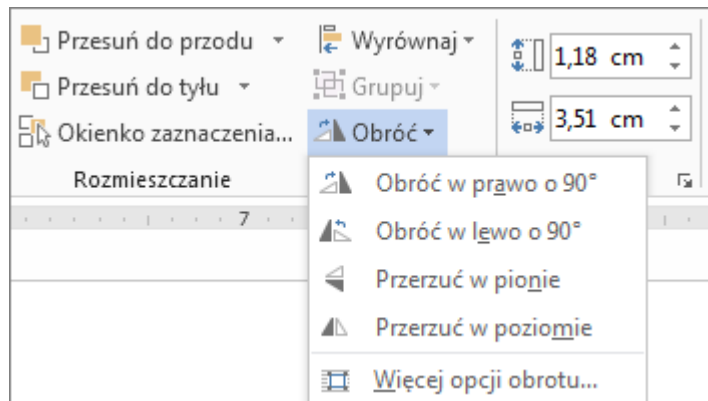 Przesuń do przodu
Wyrównaj
1,18 cm
Przesuń do tyłu
Grupuj
3,51 cm
Okienko zaznaczenia...
Obróć
Rozmieszczanie
Obróć w prawo o 90°
7
Obróć w lewo o 90°
Przerzuć w pionie
Przerzuć w poziomie
Więcej opcji obrotu...